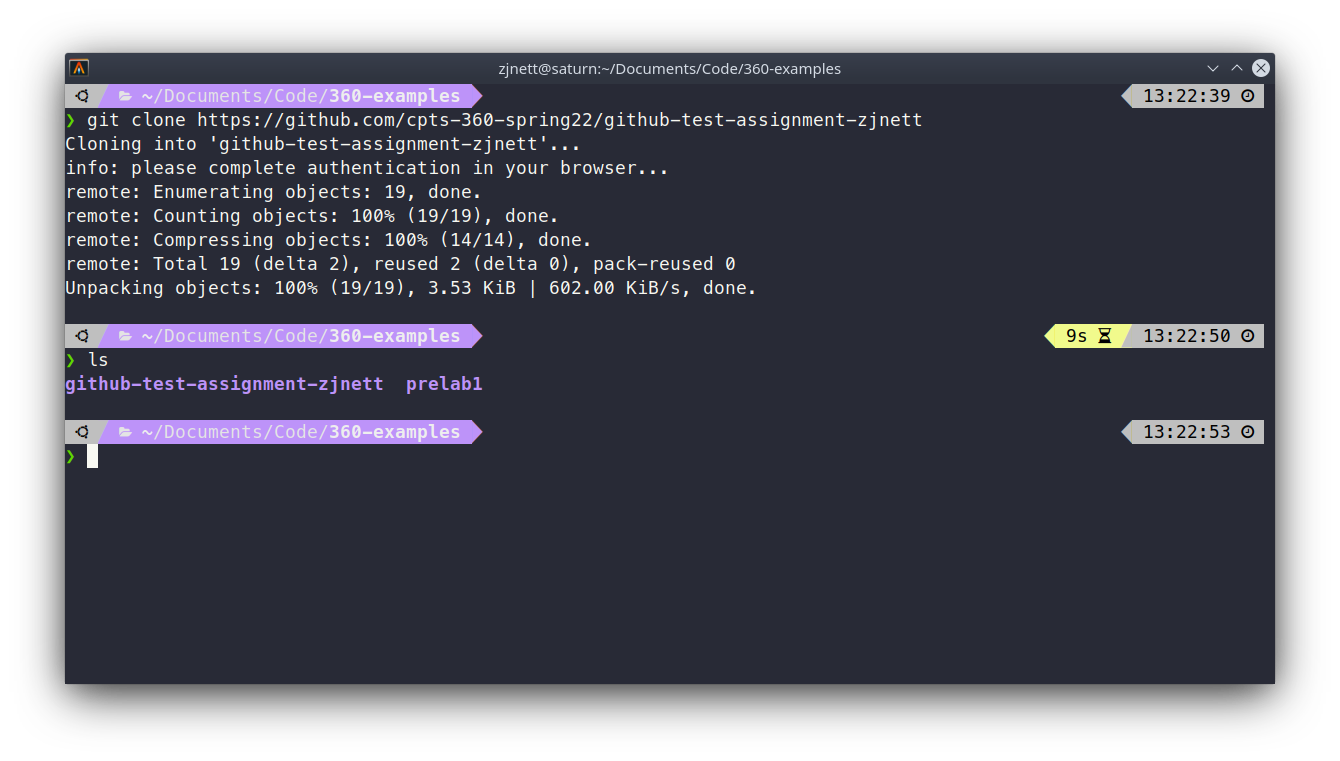 zjnett@saturn:~/Documents/Code/360-examples
~/Documents/Code/360-examples 13:22:39
❯ git clone https://github.com/cpts-360-spring22/github-test-assignment-zjnett
Cloning into 'github-test-assignment-zjnett'...
info: please complete authentication in your browser...
remote: Enumerating objects: 19, done.
remote: Counting objects: 100% (19/19), done.
remote: Compressing objects: 100% (14/14), done.
remote: Total 19 (delta 2), reused 2 (delta 0), pack-reused 0
Unpacking objects: 100% (19/19), 3.53 KiB | 602.00 KiB/s, done.
~/Documents/Code/360-examples 9s 13:22:50
❯ ls
github-test-assignment-zjnett prelab1
~/Documents/Code/360-examples 13:22:53
❯